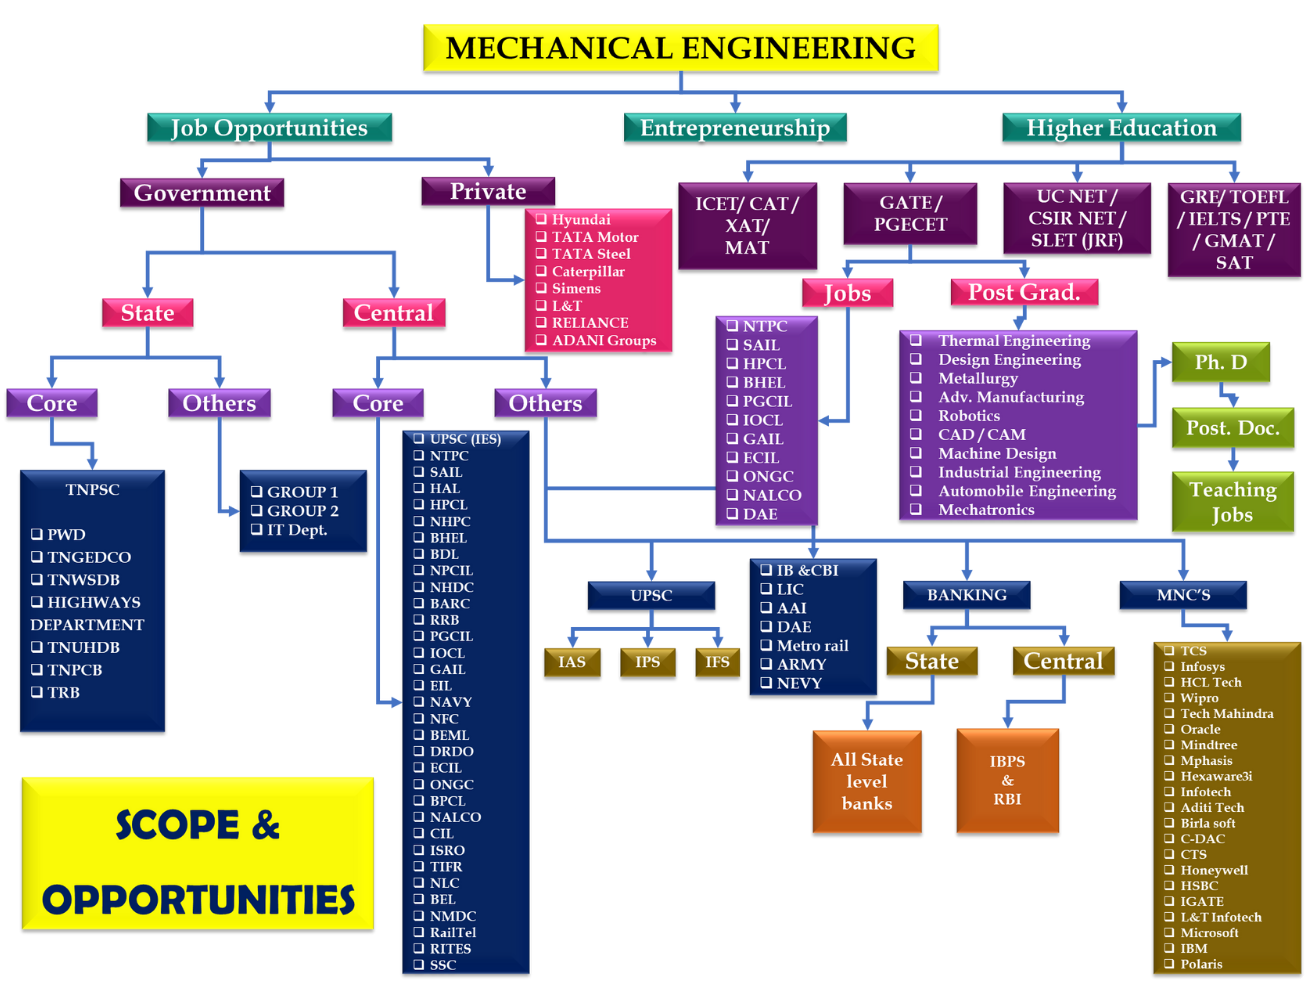 MECHANICAL ENGINEERING
Job Opportunities
Entrepreneurship
Higher Education
Government
Private
Hyundai
TATA Motor
TATA Steel
Caterpillar
Simens
L&T
RELIANCE
ADANI Groups
ICET/ CAT /
XAT/
MAT
GATE /
PGECET
UC NET /
CSIR NET /
SLET (JRF)
GRE/ TOEFL
/ IELTS / PTE
/ GMAT /
SAT
State
Central
Jobs
Post Grad.
Core
Others
Core
Others
TNPSC
PWD
TNGEDCO
TNWSDB
HIGHWAYS
DEPARTMENT
TNUHDB
TNPCB
TRB
GROUP 1
GROUP 2
IT Dept.
UPSC (IES)
NTPC
SAIL
HAL
HPCL
NHPC
BHEL
BDL
NPCIL
NHDC
BARC
RRB
PGCIL
IOCL
GAIL
EIL
NAVY
NFC
BEML
DRDO
ECIL
ONGC
BPCL
NALCO
CIL
ISRO
TIFR
NLC
BEL
NMDC
RailTel
RITES
SSC
NTPC
SAIL
HPCL
BHEL
PGCIL
IOCL
GAIL
ECIL
ONGC
NALCO
DAE
Thermal Engineering
Design Engineering
Metallurgy
Adv. Manufacturing
Robotics
CAD / CAM
Machine Design
Industrial Engineering
Automobile Engineering
Mechatronics
Ph. D
Post. Doc.
Teaching
Jobs
UPSC
IAS
IPS
IFS
IB &CBI
LIC
AAI
DAE
Metro rail
ARMY
NEVY
BANKING
State
Central
All State
level
banks
IBPS
&
RBI
MNC'S
TCS
Infosys
HCL Tech
Wipro
Tech Mahindra
Oracle
Mindtree
Mphasis
Hexaware3i
Infotech
Aditi Tech
Birla soft
C-DAC
CTS
Honeywell
HSBC
IGATE
L&T Infotech
Microsoft
IBM
Polaris
SCOPE &
OPPORTUNITIES